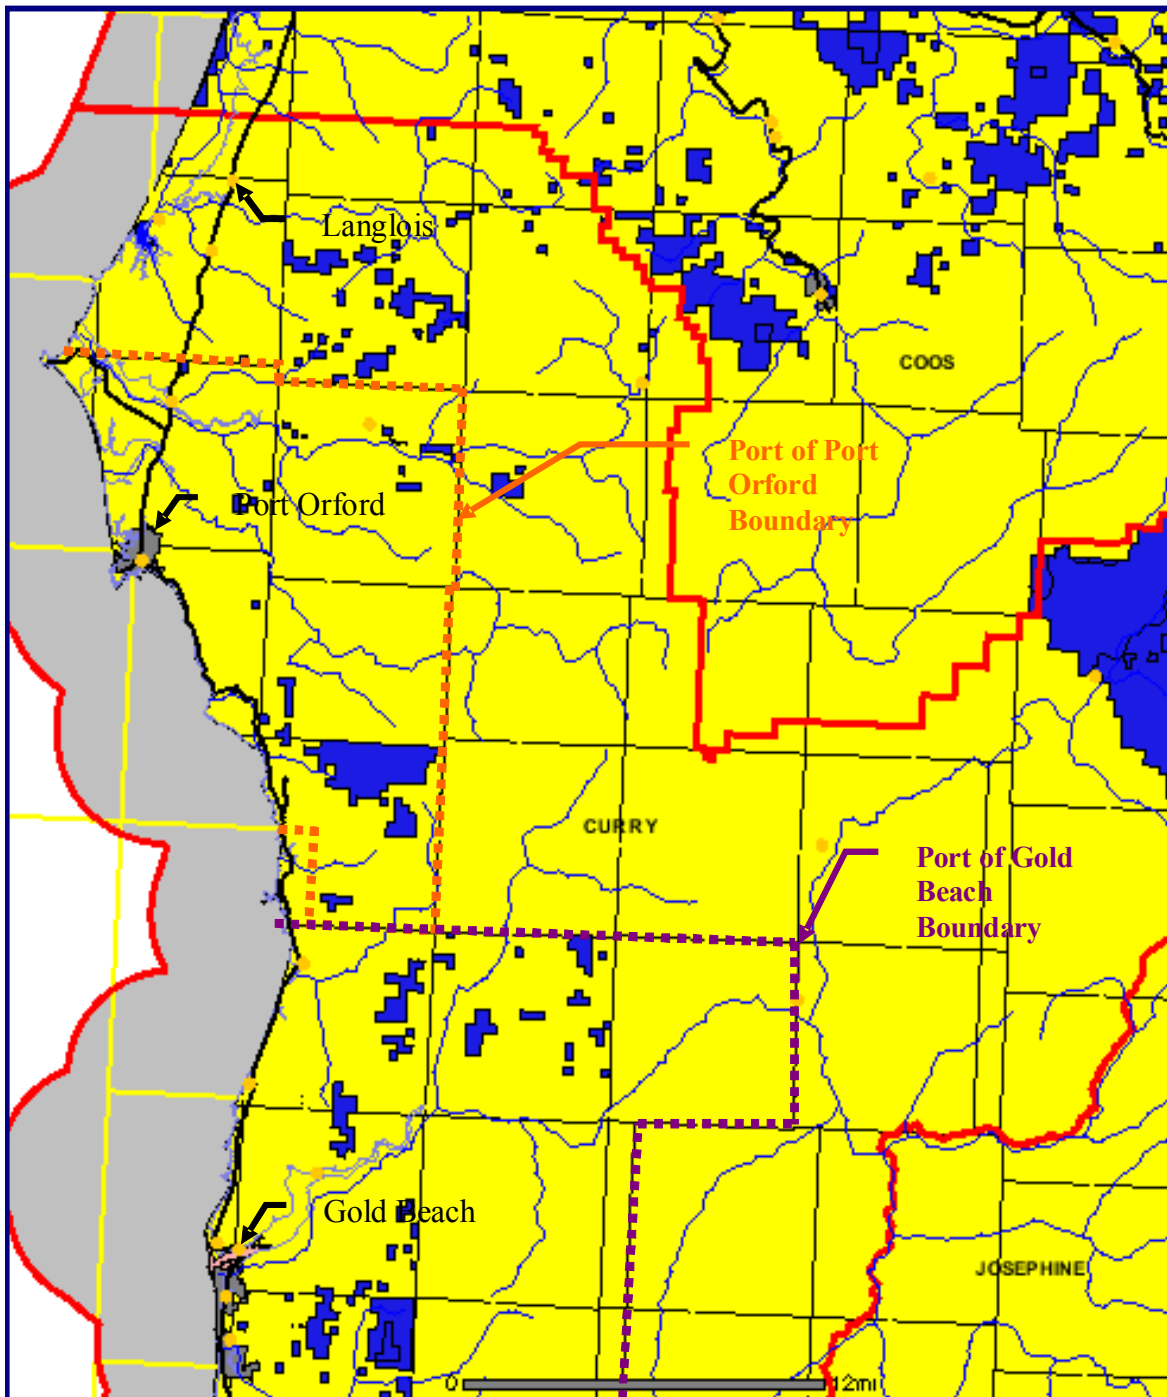 Langlois
COOS
Port of Port
Orford
Boundary
Port Orford
CURRY
Port of Gold
Beach
Boundary
Gold Beach
JOSEPHINE
0 12mi